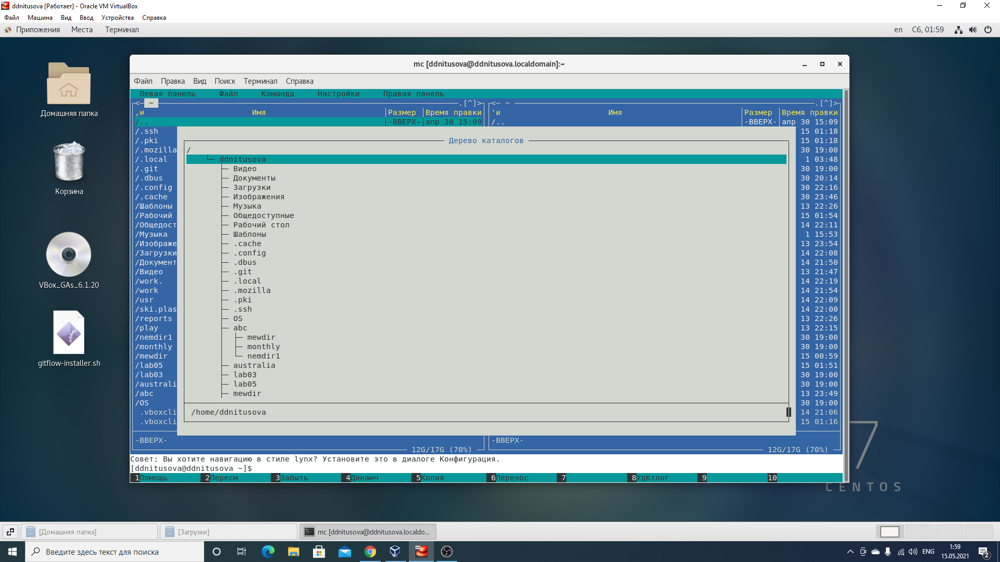 ddnitusova [Работает] - Oracle VM VirtualBox
Файл Машина Вид Ввод Устройства Справка
Приложения Места Терминал en Сб, 01:59
Домашняя папка
Корзина
VBox_GAs_6.1.20
gitflow-installer.sh
mc [ddnitusova@ddnitusova.localdomain]:~
Файл Правка Вид Поиск Терминал Справка
Левая панель Файл Команда Настройки Правая панель
<─ ~ .[^]> <─ ~ .[^]>
,и Имя Размер Время правки 'и Имя Размер Время правки
/.. -ВВЕРХ- апр 30 15:09 /.. -ВВЕРХ- апр 30 15:09
/.ssh 15 01:18
/.pki Дерево каталогов 15 01:18
/.mozilla / 30 19:00
/.local ddnitusova 1 03:48
/.git Видео 30 19:00
/.dbus Документы 30 20:14
/.config Загрузки 30 22:16
/.cache Изображения 30 23:46
/Шаблоны Музыка 13 22:26
/Рабочий Общедоступные 15 01:54
/Общедост Рабочий стол 14 22:11
/Музыка Шаблоны 1 15:53
/Изображе .cache 13 23:54
/Загрузки .config 14 22:08
/Документ .dbus 14 21:50
/Видео .git 13 21:47
/work. .local 14 22:19
/work .mozilla 14 21:54
/usr .pki 14 22:09
/ski.plas .ssh 14 22:00
/reports OS 13 22:26
/play abc 13 22:15
/nemdir1 mewdir 30 19:00
/monthly monthly 30 19:00
/mewdir nemdir1 15 00:59
/lab05 australia 15 01:51
/lab03 lab03 30 19:00
/australi lab05 30 19:00
/abc mewdir 13 23:49
/OS 30 19:00
.vboxcli /home/ddnitusova 14 21:06
.vboxcli 15 01:16
-ВВЕРХ- -ВВЕРХ-
12G/17G (70%) 12G/17G (70%)
Совет: Вы хотите навигацию в стиле lynx? Установите это в диалоге Конфигурация.
[ddnitusova@ddnitusova ~]$
1Помощь 2Пересм 3Забыть 4Динамч 5Копия 6Перенос 7 8УдКтлог 9 10
7
CENTOS
[Домашняя папка] [Загрузки] mc [ddnitusova@ddnitusova.localdo...
Введите здесь текст для поиска
ENG 1:59
15.05.2021
2